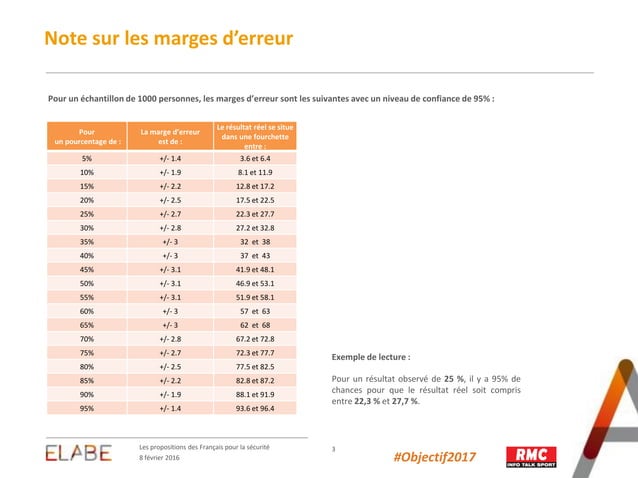 Note sur les marges d’erreur
Pour un échantillon de 1000 personnes, les marges d’erreur sont les suivantes avec un niveau de confiance de 95% :
Pour
un pourcentage de :
La marge d’erreur
est de :
Le résultat réel se situe
dans une fourchette
entre :
5% +/- 1.4 3.6 et 6.4
10% +/- 1.9 8.1 et 11.9
15% +/- 2.2 12.8 et 17.2
20% +/- 2.5 17.5 et 22.5
25% +/- 2.7 22.3 et 27.7
30% +/- 2.8 27.2 et 32.8
35% +/- 3 32 et 38
40% +/- 3 37 et 43
45% +/- 3.1 41.9 et 48.1
50% +/- 3.1 46.9 et 53.1
55% +/- 3.1 51.9 et 58.1
60% +/- 3 57 et 63
65% +/- 3 62 et 68
70% +/- 2.8 67.2 et 72.8
75% +/- 2.7 72.3 et 77.7
80% +/- 2.5 77.5 et 82.5
85% +/- 2.2 82.8 et 87.2
90% +/- 1.9 88.1 et 91.9
95% +/- 1.4 93.6 et 96.4
Exemple de lecture :
Pour un résultat observé de 25 %, il y a 95% de
chances pour que le résultat réel soit compris
entre 22,3 % et 27,7 %.
ELABE
Les propositions des Français pour la sécurité
8 février 2016
3
#Objectif2017
RMC
INFO TALK SPORT